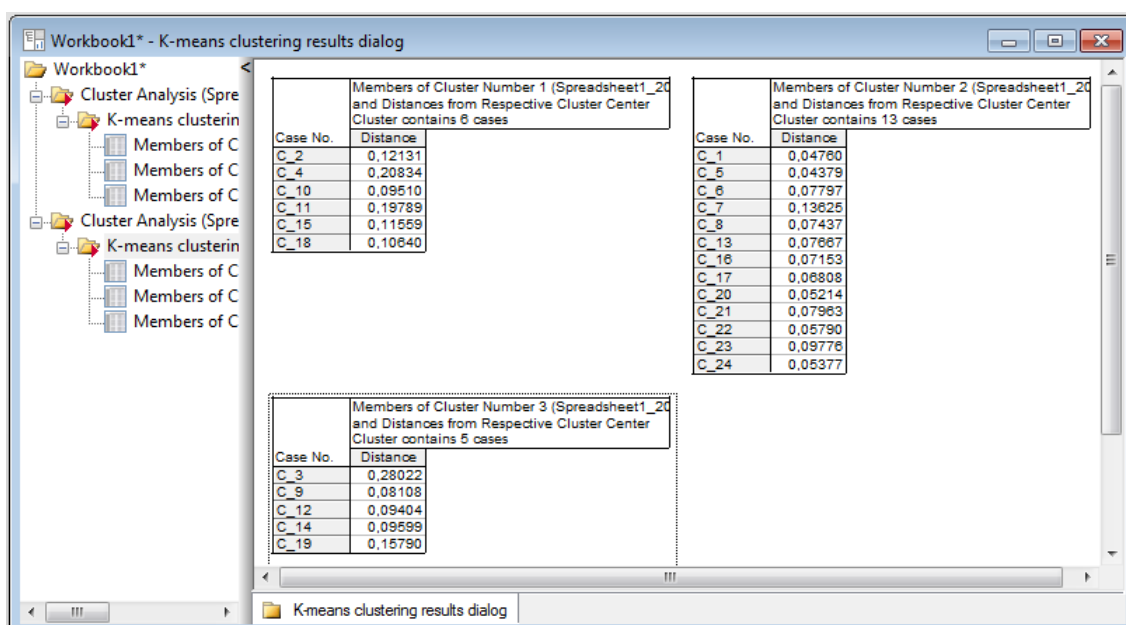 Workbook1* - K-means clustering results dialog
Workbook1*
Cluster Analysis (Spre
K-means clusterin
Members of C
Members of C
Members of C
Cluster Analysis (Spre
K-means clusterin
Members of C
Members of C
Members of C
Members of Cluster Number 1 (Spreadsheet1_20
and Distances from Respective Cluster Center
Cluster contains 6 cases
Case No. Distance
C_2 0,12131
C_4 0,20834
C_10 0,09510
C_11 0,19789
C_15 0,11559
C_18 0,10640
Members of Cluster Number 2 (Spreadsheet1_20
and Distances from Respective Cluster Center
Cluster contains 13 cases
Case No. Distance
C_1 0,04760
C_5 0,04379
C_6 0,07797
C_7 0,13625
C_8 0,07437
C_13 0,07667
C_16 0,07153
C_17 0,06808
C_20 0,05214
C_21 0,07963
C_22 0,05790
C_23 0,09776
C_24 0,05377
Members of Cluster Number 3 (Spreadsheet1_20
and Distances from Respective Cluster Center
Cluster contains 5 cases
Case No. Distance
C_3 0,28022
C_9 0,08108
C_12 0,09404
C_14 0,09599
C_19 0,15790
K-means clustering results dialog